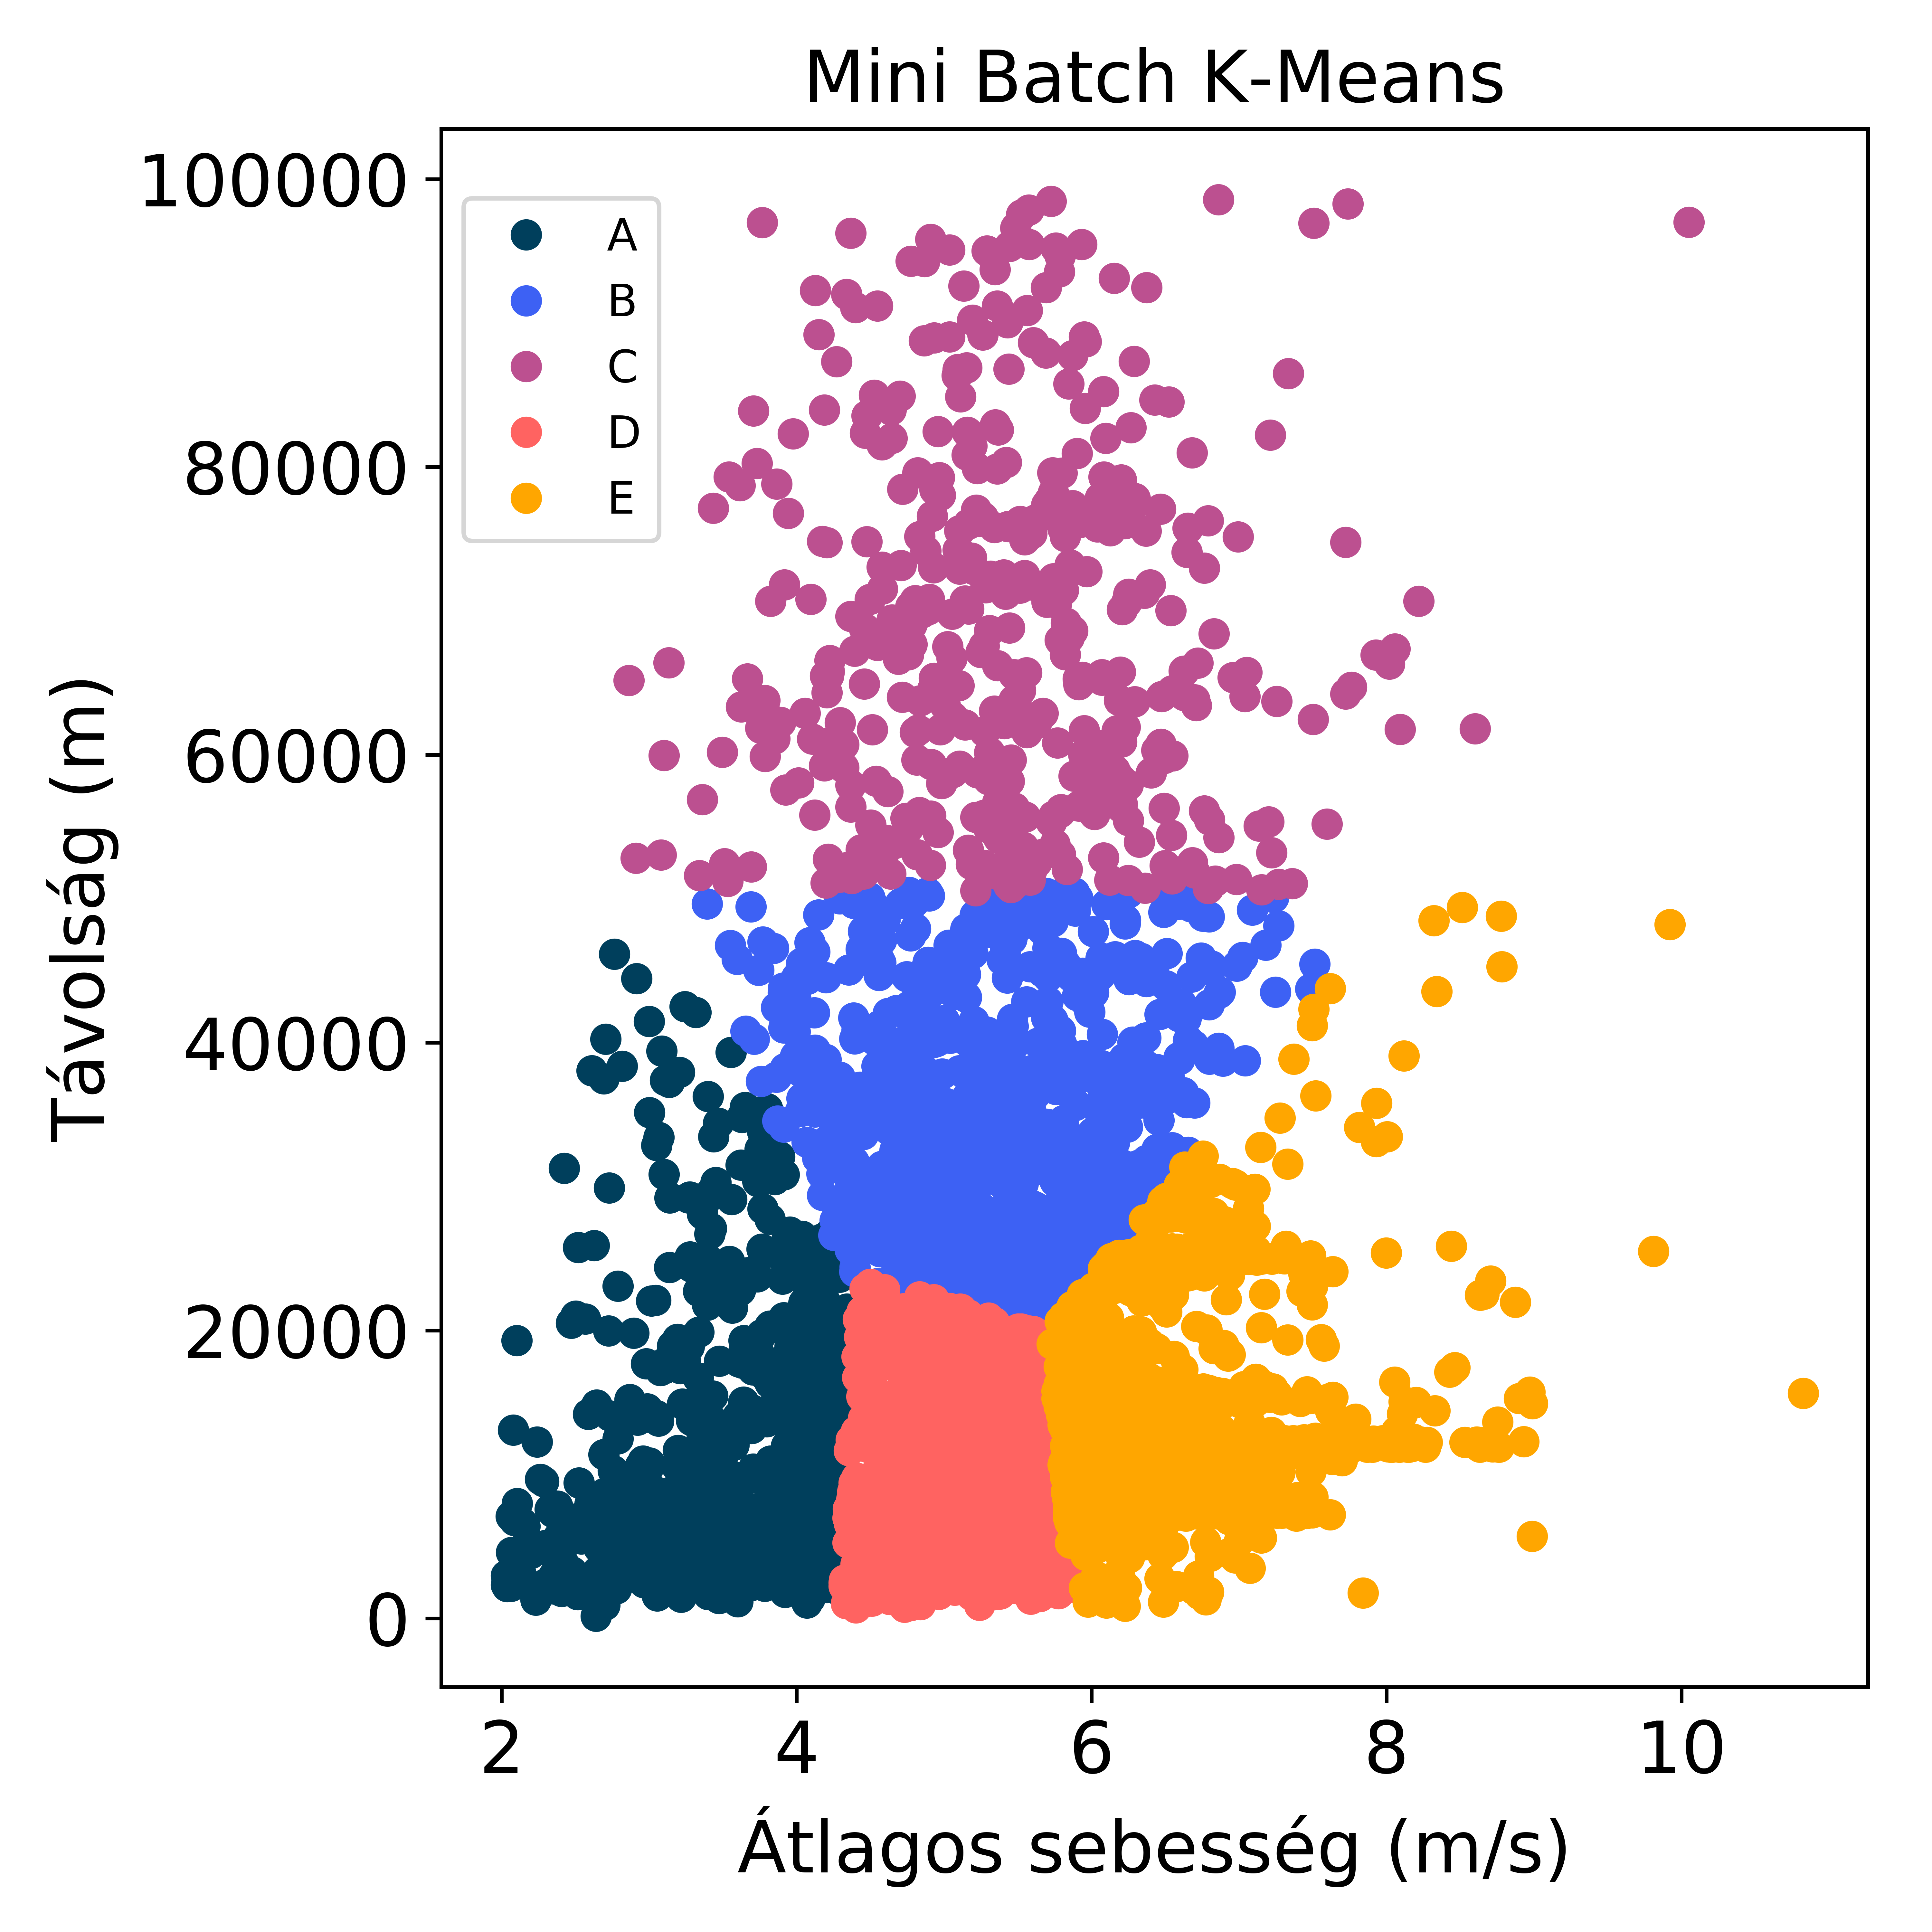 Mini Batch K-Means
100000
80000
60000
40000
20000
0
Távolság (m)
A
B
C
D
E
2 4 6 8 10
Átlagos sebesség (m/s)